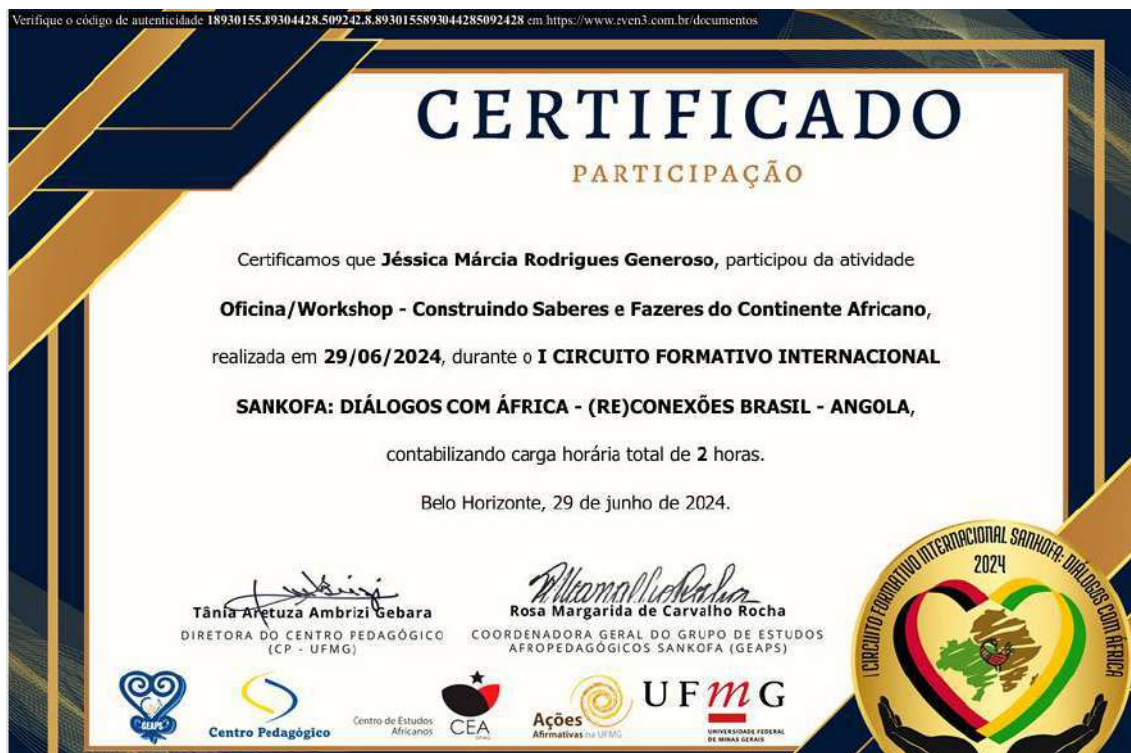 Verifique o código de autenticidade 18930155.89304428.509242.8.8930155893044285092428 em https://www.even3.com.br/documentos
CERTIFICADO
PARTICIPAÇÃO
Certificamos que Jéssica Márcia Rodrigues Generoso, participou da atividade
Oficina/Workshop - Construindo Saberes e Fazeres do Continente Africano,
realizada em 29/06/2024, durante o I CIRCUITO FORMATIVO INTERNACIONAL
SANKOFA: DIÁLOGOS COM ÁFRICA - (RE)CONEXÕES BRASIL - ANGOLA,
contabilizando carga horária total de 2 horas.
Belo Horizonte, 29 de junho de 2024.
Tânia Aretuza Ambrizi Gebara
DIRETORA DO CENTRO PEDAGÓGICO
(CP - UFMG)
Rosa Margarida de Carvalho Rocha
COORDENADORA GERAL DO GRUPO DE ESTUDOS
AFROPEDAGÓGICOS SANKOFA (GEAPS)
GEAPS
Centro Pedagógico
Centro de Estudos
Africanos
CEA
UFMG
Ações
Afirmativas na UFMG
UFMG
UNIVERSIDADE FEDERAL
DE MINAS GERAIS
I CIRCUITO FORMATIVO INTERNACIONAL SANKOFA: DIÁLOGOS COM ÁFRICA
2024